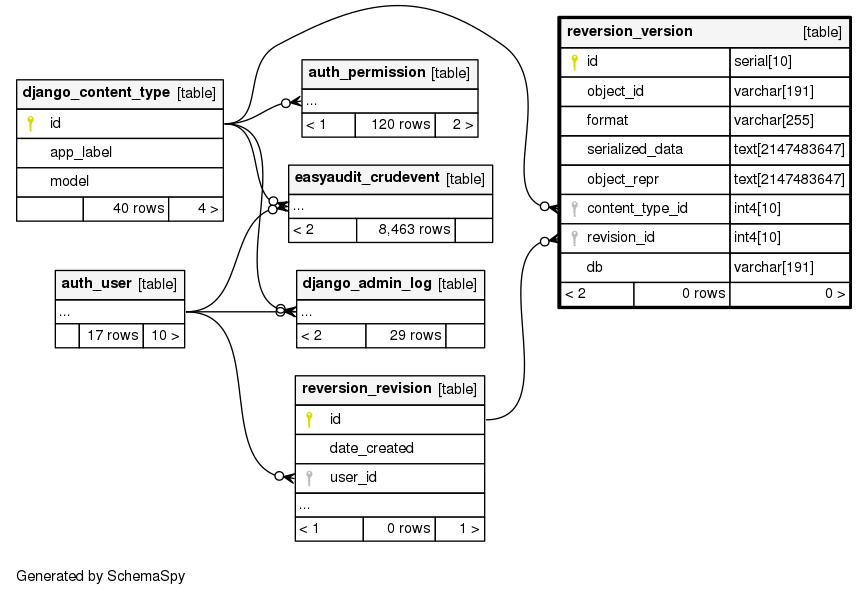 reversion_version [table]
id serial[10]
object_id varchar[191]
format varchar[255]
serialized_data text[2147483647]
object_repr text[2147483647]
content_type_id int4[10]
revision_id int4[10]
db varchar[191]
< 2 0 rows 0 >
auth_permission [table]
...
< 1 120 rows 2 >
django_content_type [table]
id
app_label
model
40 rows 4 >
easyaudit_crudevent [table]
...
< 2 8,463 rows
auth_user [table]
...
17 rows 10 >
django_admin_log [table]
...
< 2 29 rows
reversion_revision [table]
id
date_created
user_id
...
< 1 0 rows 1 >
Generated by SchemaSpy